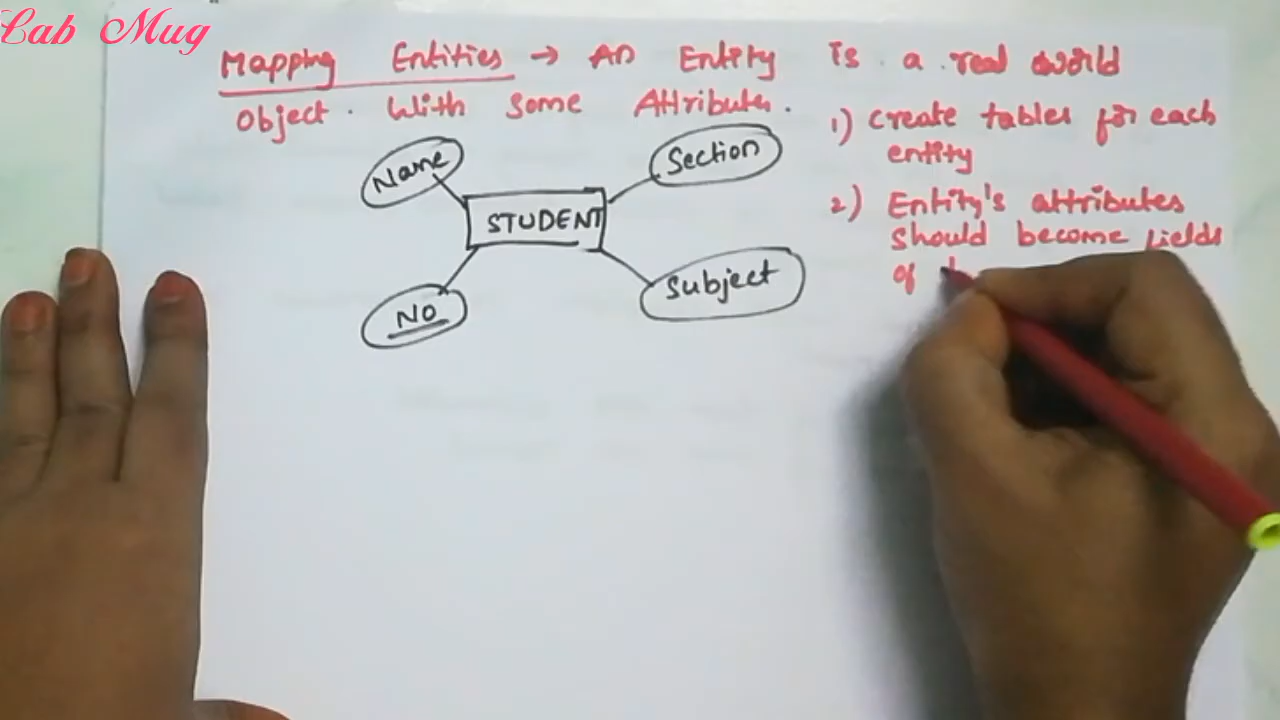 Lab Mug
Mapping Entities → An Entity is a real world
object. With some Attributes.
1) Create tables for each
entity
2) Entity's attributes
should become fields
of
Name
Section
STUDENT
NO
Subject